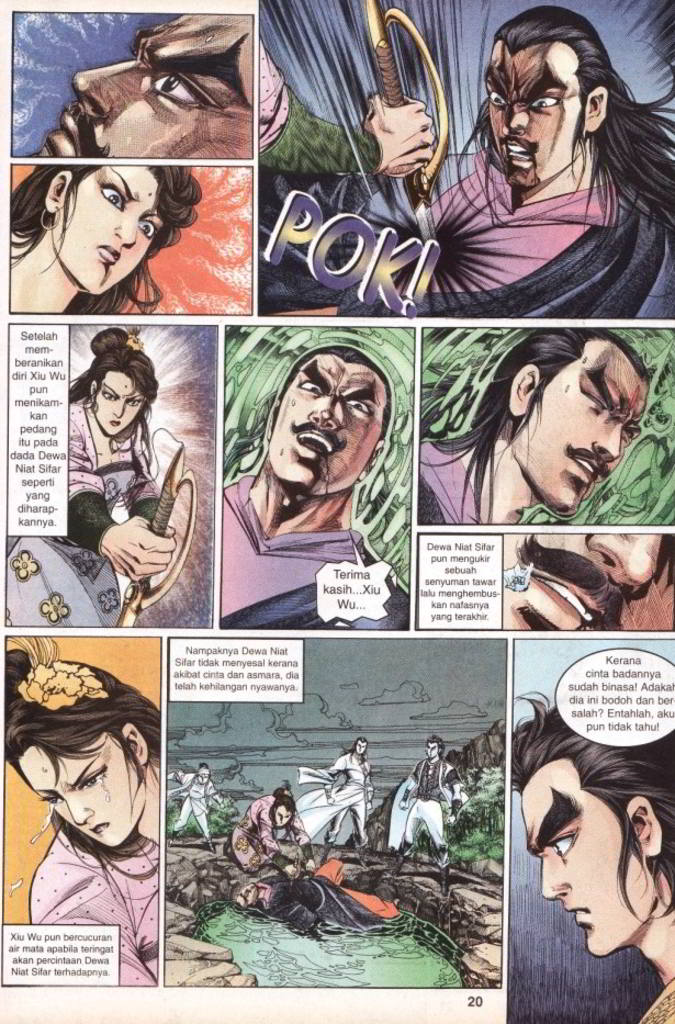 POK!
Setelah
mem-
beranikan
diri Xiu Wu
pun
menikam-
kan
pedang
itu pada
dada Dewa
Niat Sifar
seperti
yang
diharap-
kannya.
Terima
kasih...Xiu
Wu...
Dewa Niat Sifar
pun mengukir
sebuah
senyuman tawar
lalu menghembus-
kan nafasnya
yang terakhir.
Xiu Wu pun bercucuran
air mata apabila teringat
akan percintaan Dewa
Niat Sifar terhadapnya.
Nampaknya Dewa Niat
Sifar tidak menyesal kerana
akibat cinta dan asmara, dia
telah kehilangan nyawanya.
Kerana
cinta badannya
sudah binasa! Adakah
dia ini bodoh dan ber-
salah? Entahlah, aku
pun tidak tahu!
20